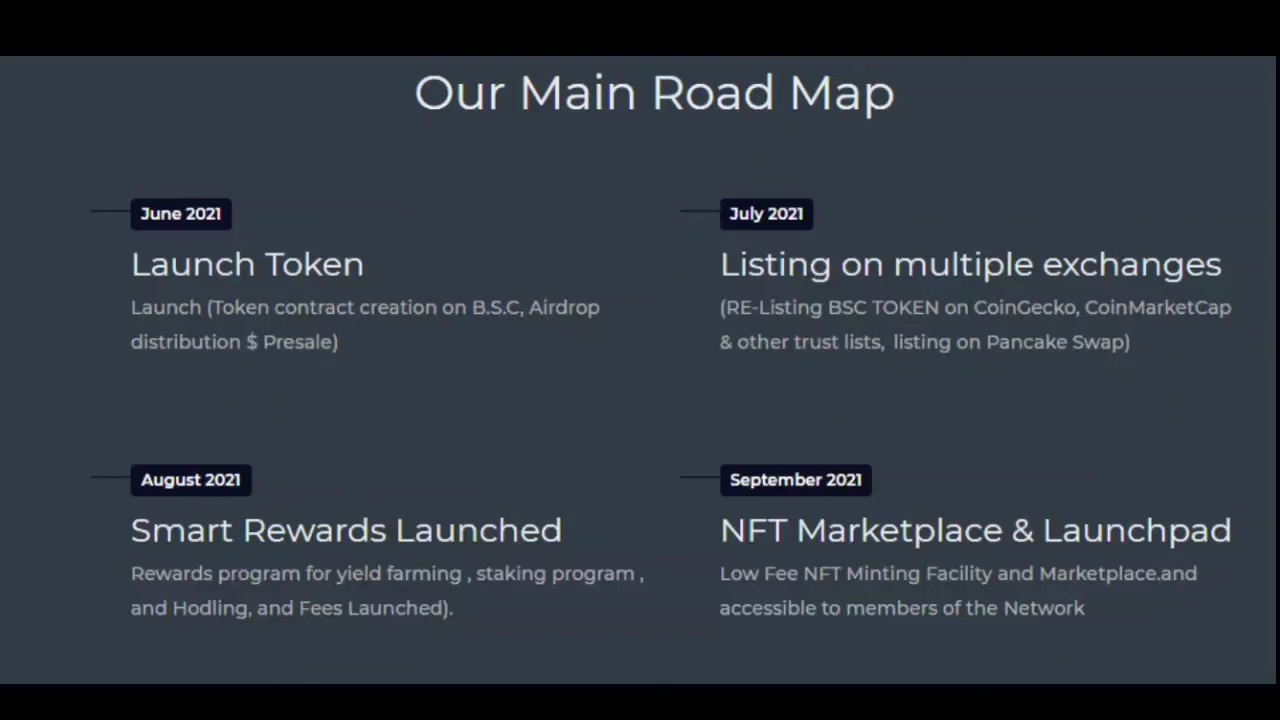 Our Main Road Map
June 2021
Launch Token
Launch (Token contract creation on B.S.C, Airdrop
distribution $ Presale)
July 2021
Listing on multiple exchanges
(RE-Listing BSC TOKEN on CoinGecko, CoinMarketCap
& other trust lists, listing on Pancake Swap)
August 2021
Smart Rewards Launched
Rewards program for yield farming , staking program ,
and Hodling, and Fees Launched).
September 2021
NFT Marketplace & Launchpad
Low Fee NFT Minting Facility and Marketplace.and
accessible to members of the Network